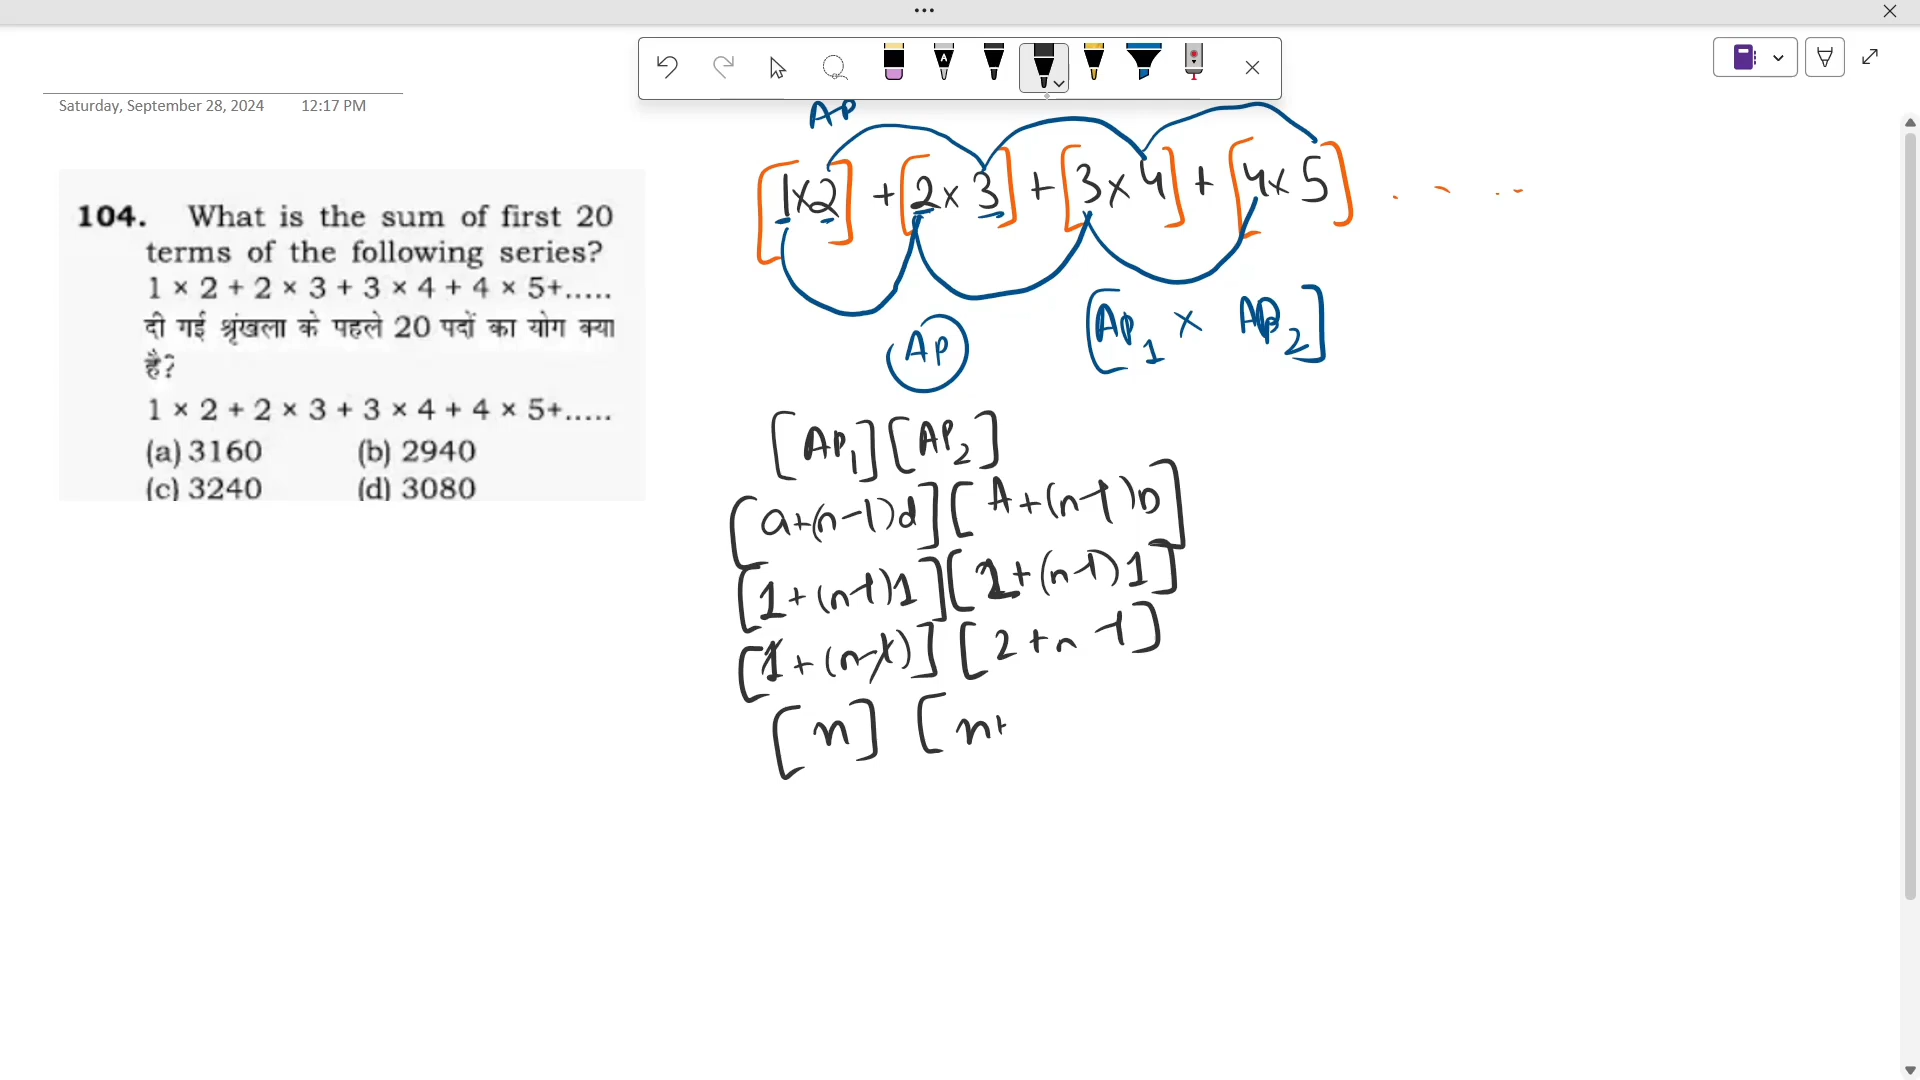 Saturday, September 28, 2024 12:17 PM
104. What is the sum of first 20
terms of the following series?
1 × 2 + 2 × 3 + 3 × 4 + 4 × 5+.....
दी गई श्रृंखला के पहले 20 पदों का योग क्या
है?
1 × 2 + 2 × 3 + 3 × 4 + 4 × 5+.....
(a) 3160 (b) 2940
(c) 3240 (d) 3080
AP
[1×2] + [2×3] + [3×4] + [4×5] . - . . -
AP
[AP₁ × AP₂]
[AP₁][AP₂]
[a+(n-1)d][A+(n-1)D]
[1+(n-1)1][2+(n-1)1]
[1+(n-1)][2+n-1]
[n] [n+